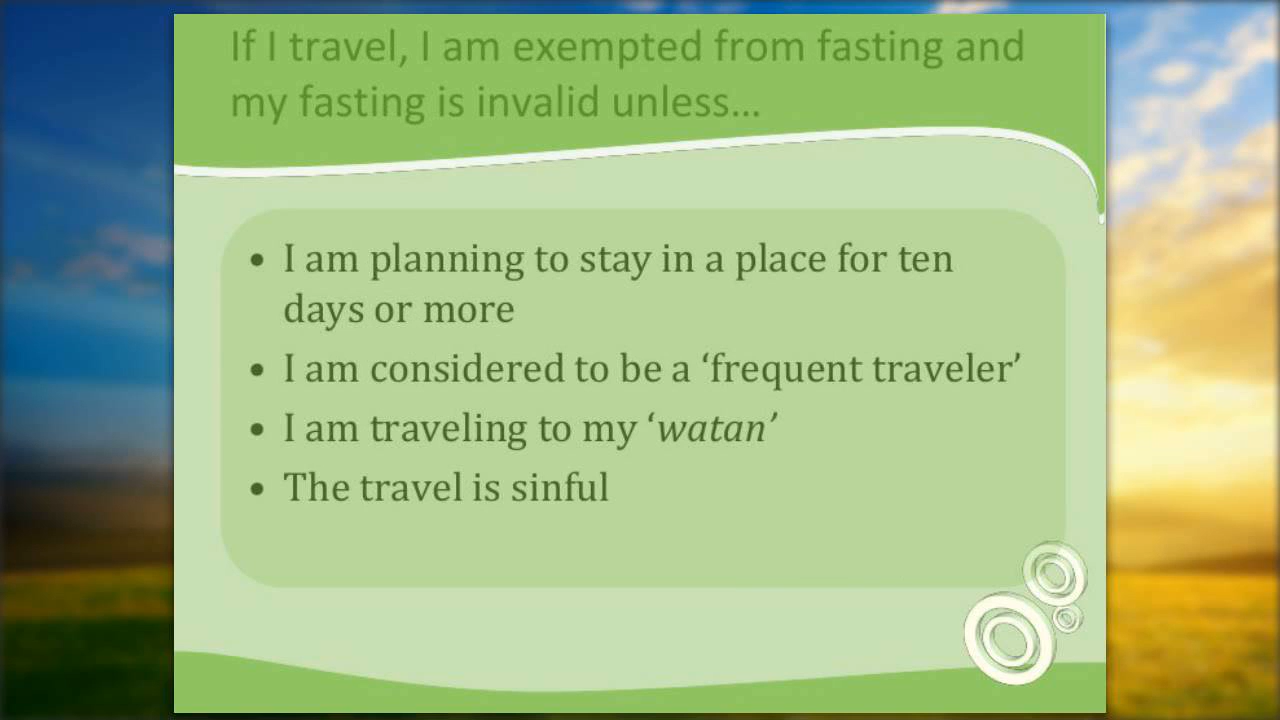 If I travel, I am exempted from fasting and
my fasting is invalid unless...
• I am planning to stay in a place for ten
days or more
• I am considered to be a ‘frequent traveler’
• I am traveling to my ‘watan’
• The travel is sinful